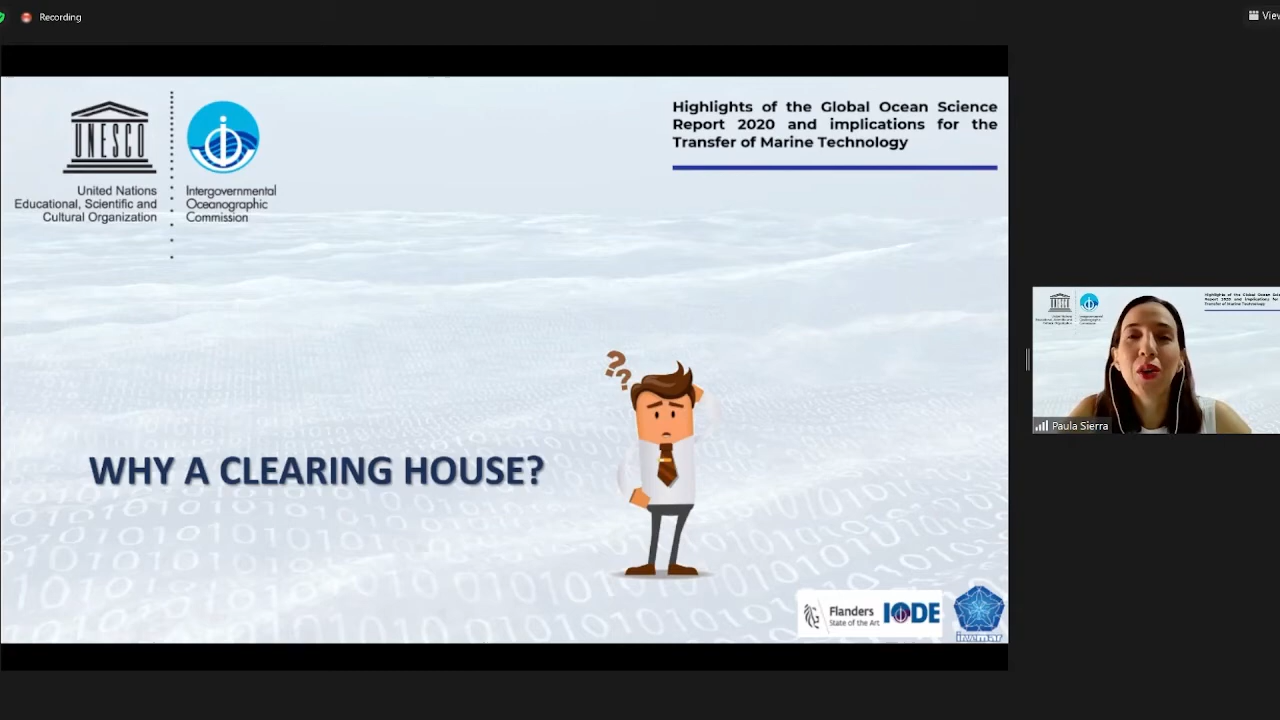 Recording
View
UNESCO
United Nations
Educational, Scientific and
Cultural Organization
Intergovernmental
Oceanographic
Commission
Highlights of the Global Ocean Science
Report 2020 and implications for the
Transfer of Marine Technology
??
WHY A CLEARING HOUSE?
Flanders
State of the Art
IODE
invemar
Paula Sierra